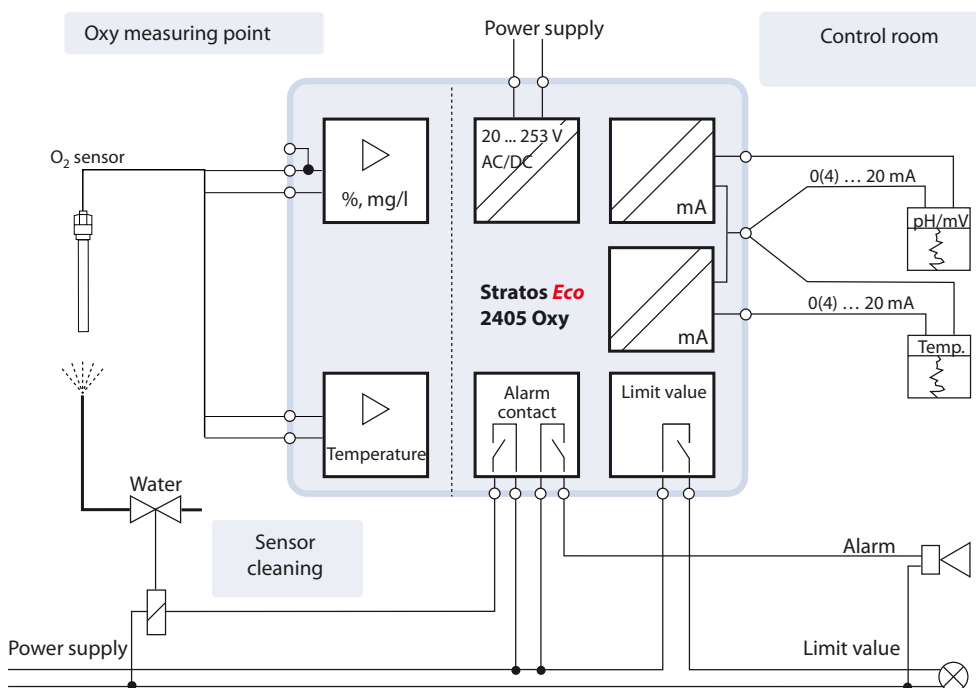 Oxy measuring point
Power supply
Control room
O2 sensor
%, mg/l
20 ... 253 V
AC/DC
mA
0(4) … 20 mA
pH/mV
Stratos Eco
2405 Oxy
mA
0(4) … 20 mA
Temp.
Temperature
Alarm
contact
Limit value
Water
Sensor
cleaning
Alarm
Power supply
Limit value